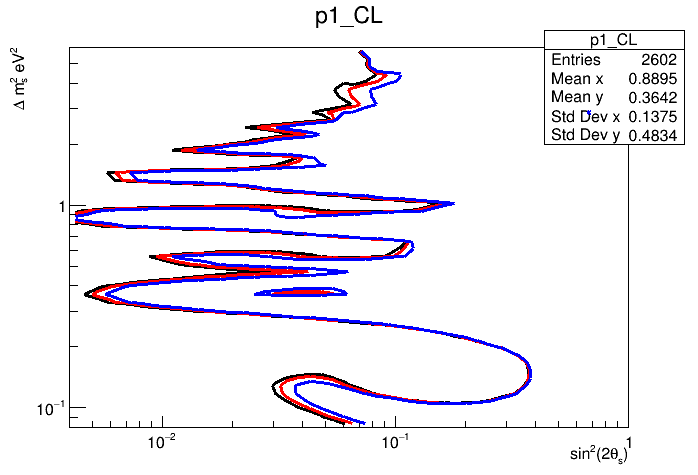 p1_CL
p1_CL
Entries 2602
Mean x 0.8895
Mean y 0.3642
Std Dev x 0.1375
Std Dev y 0.4834
Δ m²ₛ eV²
1
10⁻¹
10⁻² 10⁻¹ 1
sin²(2θₛ)